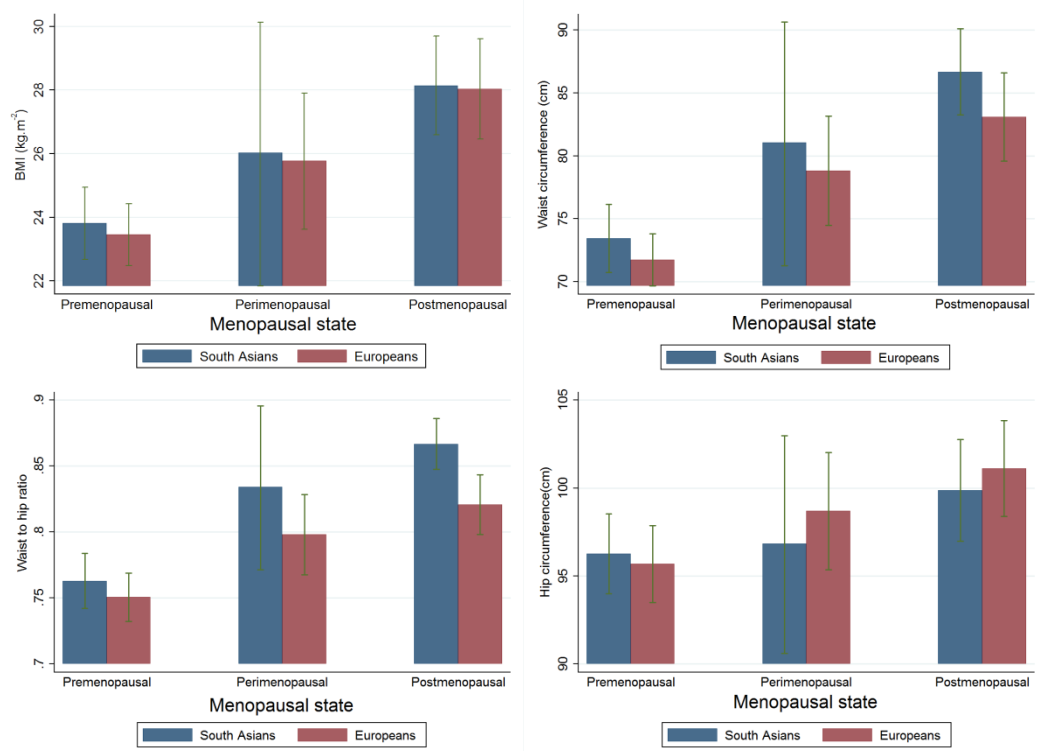 BMI (kg.m-2)
30
28
26
24
22
Premenopausal Perimenopausal Postmenopausal
Menopausal state
South Asians Europeans
Waist circumference (cm)
90
85
80
75
70
Premenopausal Perimenopausal Postmenopausal
Menopausal state
South Asians Europeans
Waist to hip ratio
.9
.85
.8
.75
.7
Premenopausal Perimenopausal Postmenopausal
Menopausal state
South Asians Europeans
Hip circumference(cm)
105
100
95
90
Premenopausal Perimenopausal Postmenopausal
Menopausal state
South Asians Europeans